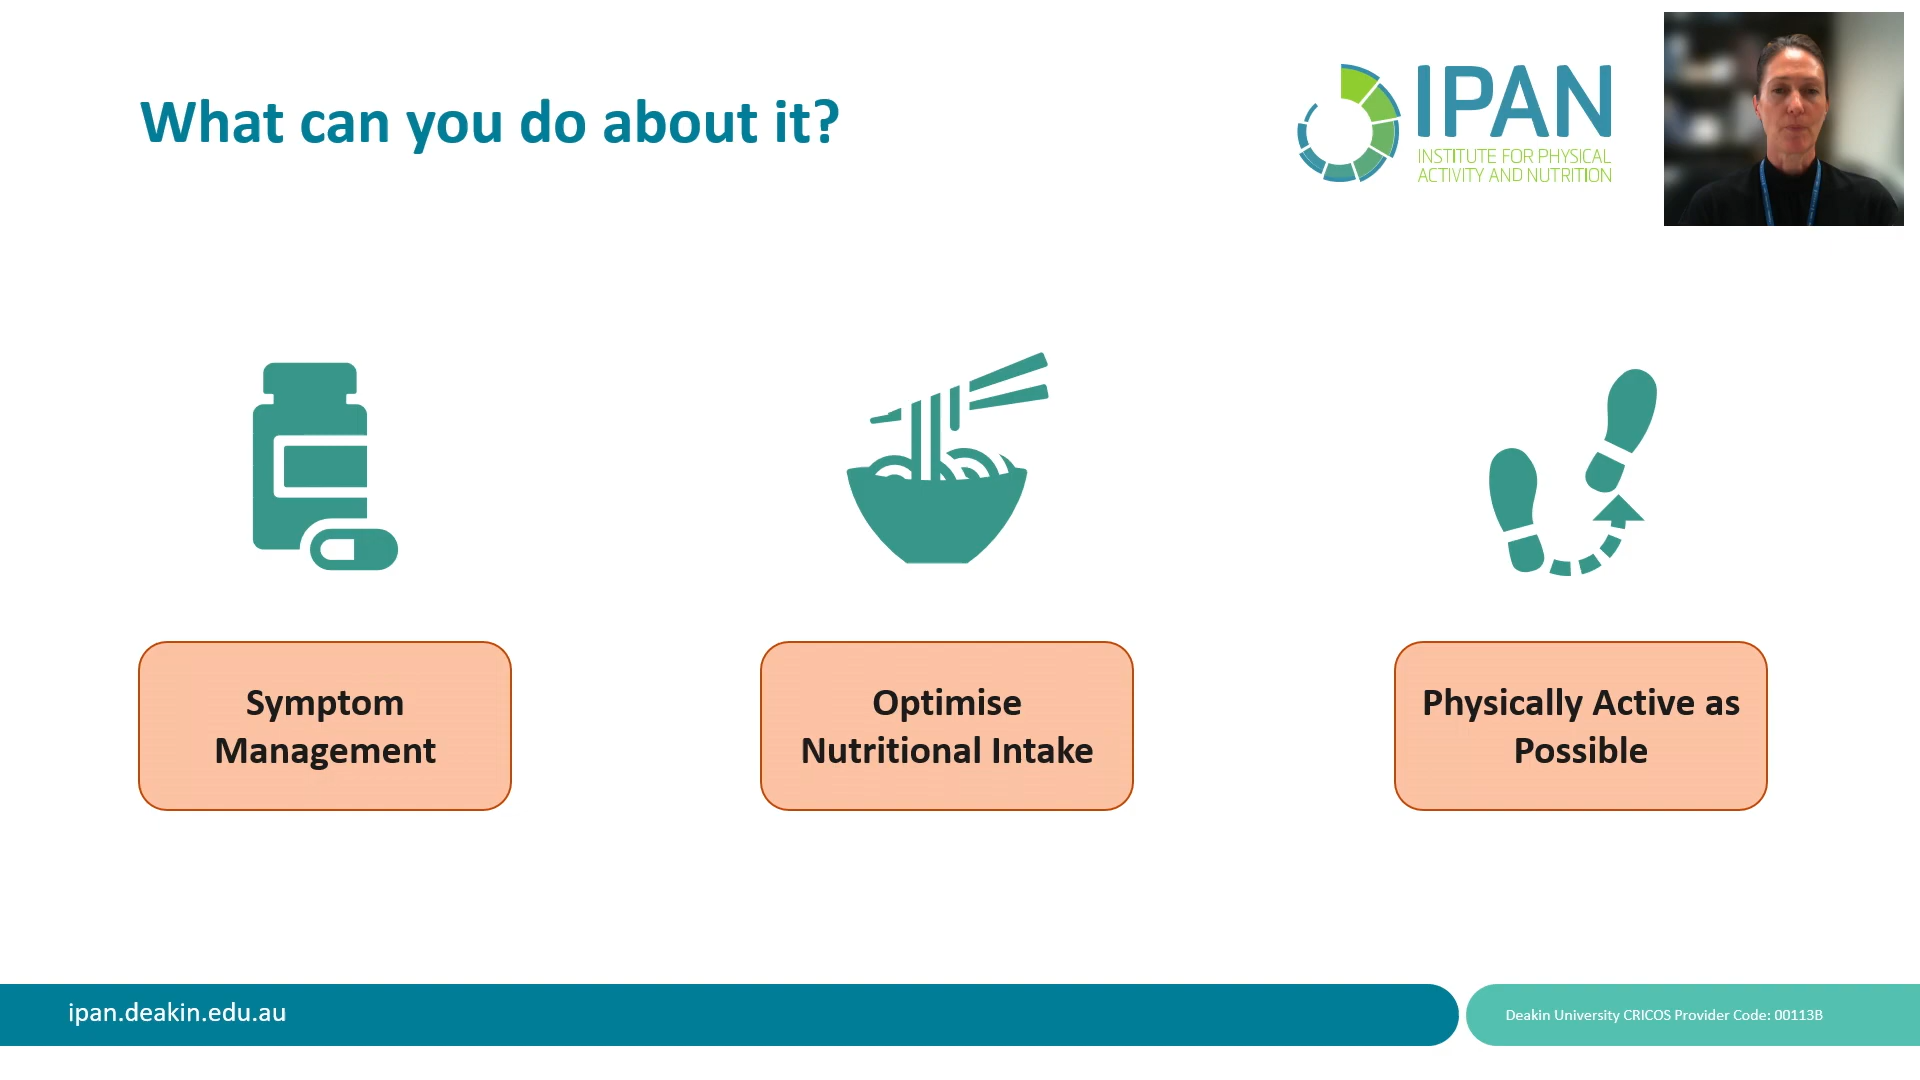 What can you do about it?
IPAN
INSTITUTE FOR PHYSICAL
ACTIVITY AND NUTRITION
Symptom
Management
Optimise
Nutritional Intake
Physically Active as
Possible
ipan.deakin.edu.au
Deakin University CRICOS Provider Code: 00113B